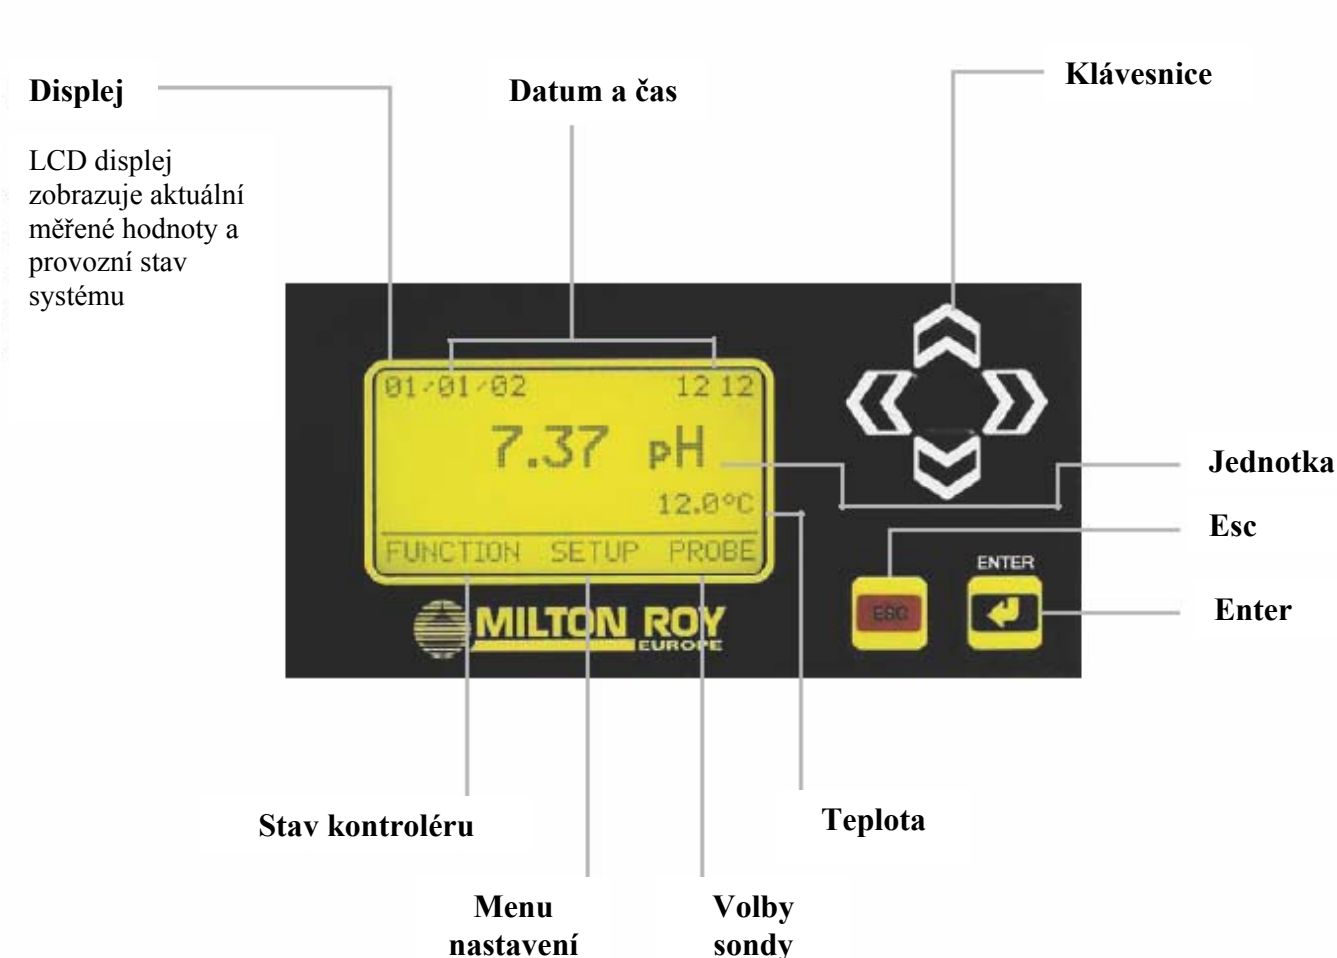 Displej
Datum a čas
Klávesnice
LCD displej
zobrazuje aktuální
měřené hodnoty a
provozní stav
systému
01/01/02 12 12
7.37 pH
12.0°C
FUNCTION SETUP PROBE
MILTON ROY
EUROPE
ESC
ENTER
Jednotka
Esc
Enter
Stav kontroléru
Teplota
Menu
nastavení
Volby
sondy